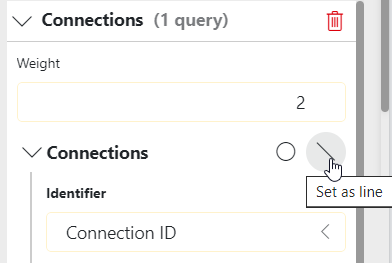 Connections (1 query)
Weight
2
Connections
Set as line
Identifier
Connection ID